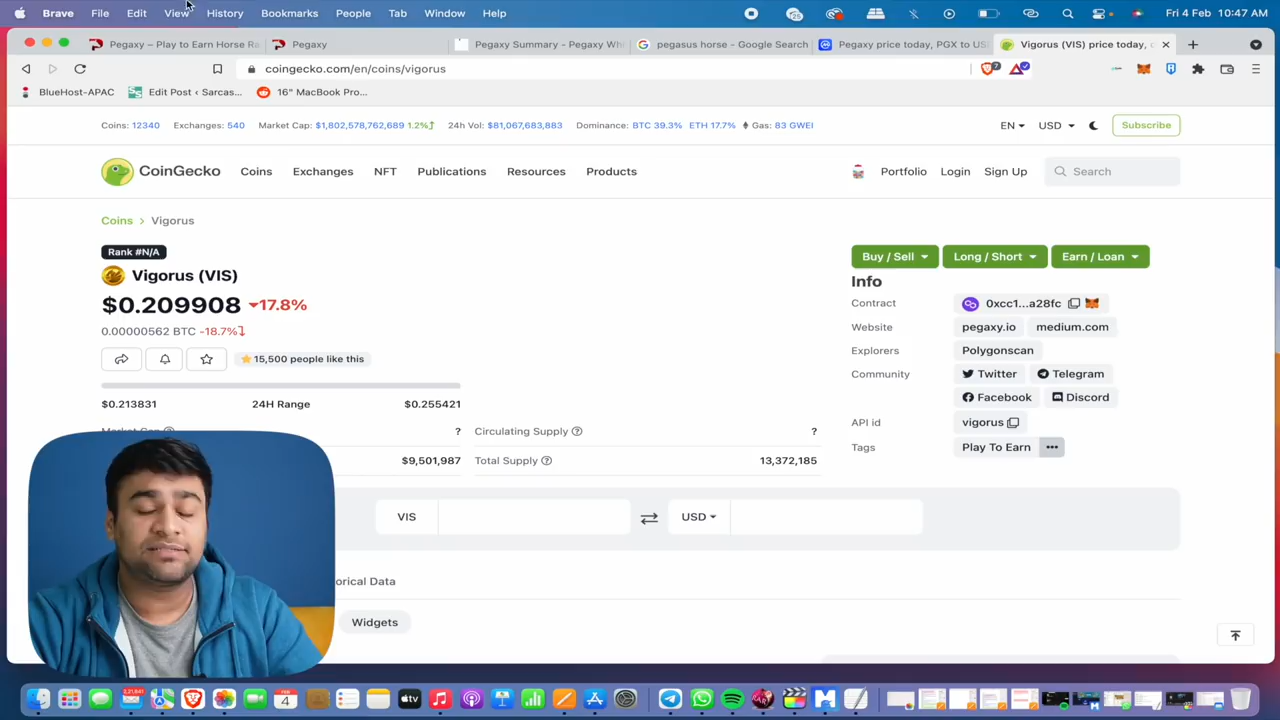 Brave File Edit View History Bookmarks People Tab Window Help Fri 4 Feb 10:47 AM
Pegaxy – Play to Earn Horse Ra Pegaxy Pegaxy Summary - Pegaxy Wh pegasus horse - Google Search Pegaxy price today, PGX to US Vigorus (VIS) price today, c
coingecko.com/en/coins/vigorus
BlueHost-APAC Edit Post ‹ Sarcas... 16" MacBook Pro...
Coins: 12340 Exchanges: 540 Market Cap: $1,802,578,762,689 1.2% 24h Vol: $81,067,683,883 Dominance: BTC 39.3% ETH 17.7% Gas: 83 GWEI EN USD Subscribe
CoinGecko Coins Exchanges NFT Publications Resources Products Portfolio Login Sign Up Search
Coins > Vigorus
Rank #N/A
Buy / Sell Long / Short Earn / Loan
Vigorus (VIS)
Info
$0.209908 17.8%
Contract 0xcc1...a28fc
0.00000562 BTC -18.7%
Website pegaxy.io medium.com
Explorers Polygonscan
15,500 people like this
Community Twitter Telegram
Facebook Discord
$0.213831 24H Range $0.255421
API id vigorus
? Circulating Supply ?
Tags Play To Earn •••
$9,501,987 Total Supply 13,372,185
VIS USD
orical Data
Widgets